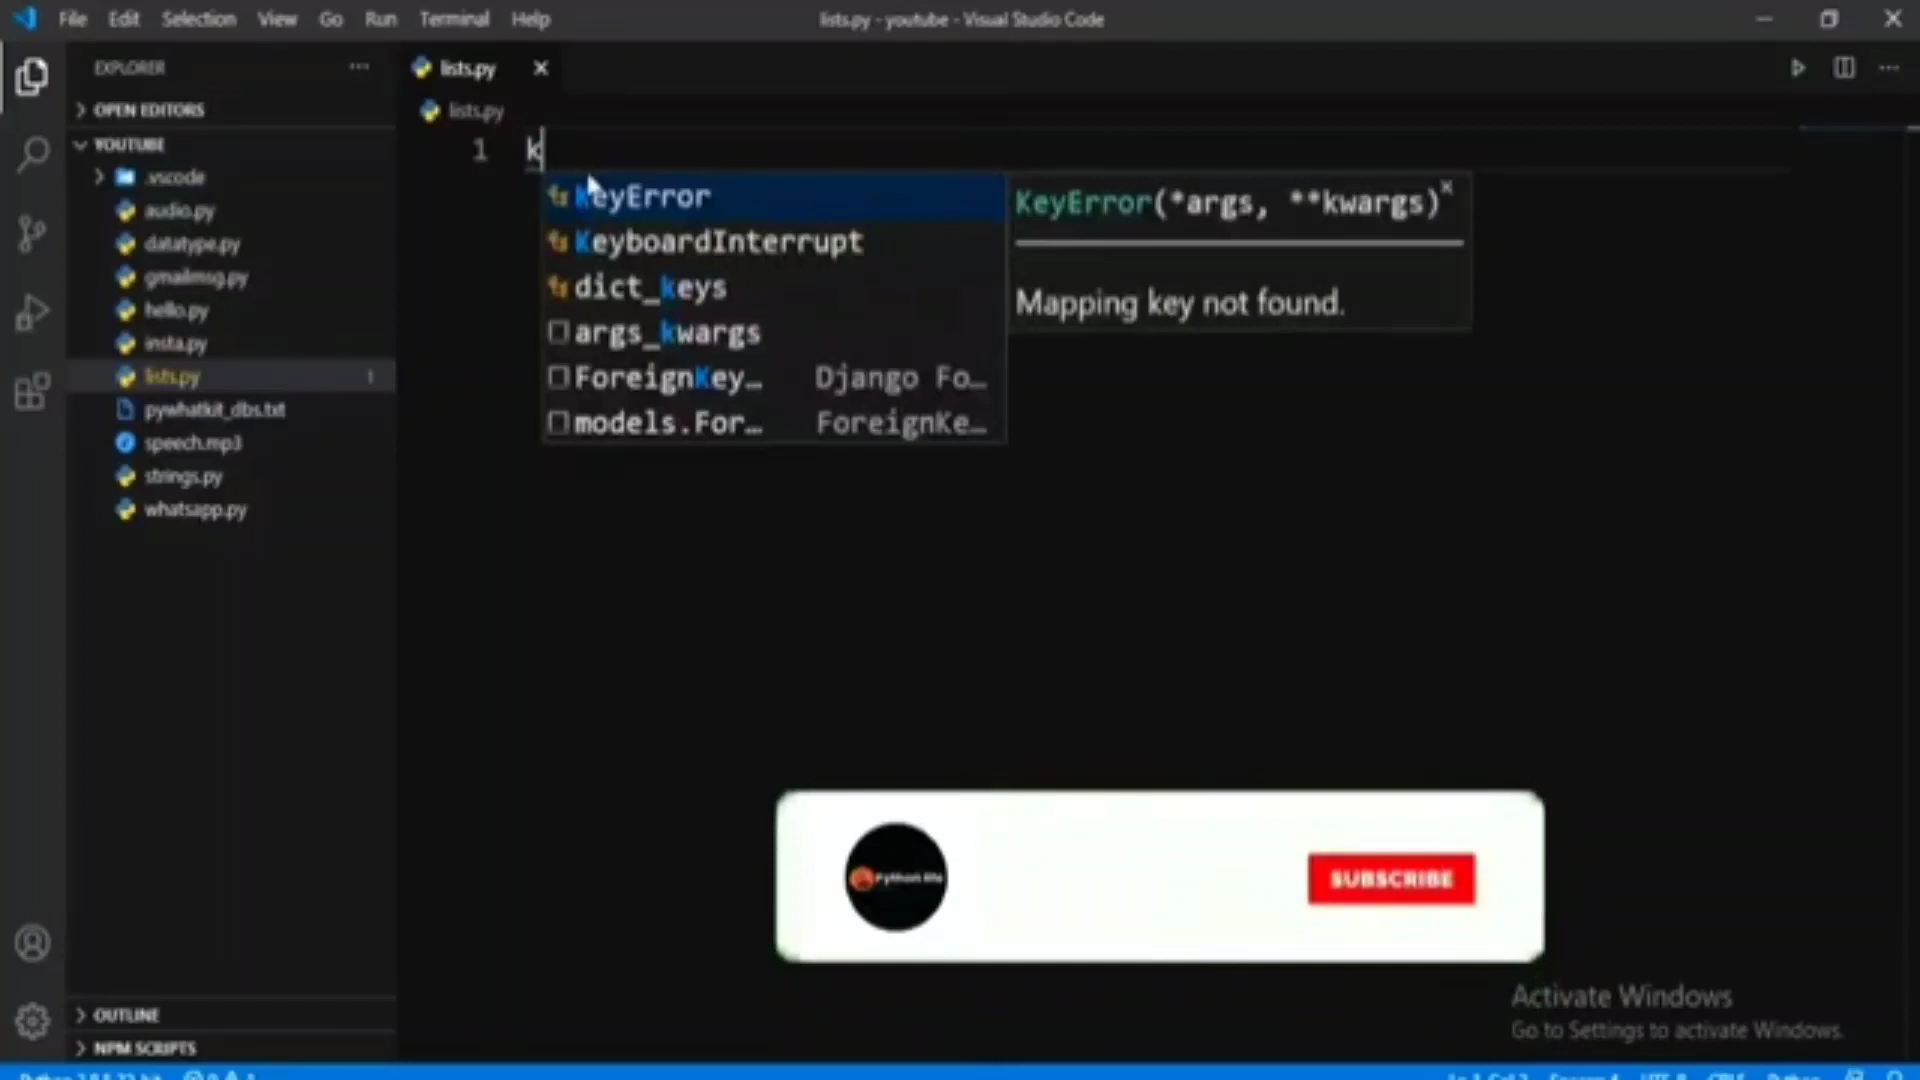 File Edit Selection View Go Run Terminal Help
lists.py - youtube - Visual Studio Code
EXPLORER
OPEN EDITORS
YOUTUBE
.vscode
audio.py
datatype.py
gmailmsg.py
hello.py
insta.py
lists.py 1
pywhatkit_dbs.txt
speech.mp3
strings.py
whatsapp.py
OUTLINE
NPM SCRIPTS
lists.py
lists.py
1 k
KeyError
KeyboardInterrupt
dict_keys
args_kwargs
ForeignKey… Django Fo…
models.For… ForeignKe…
KeyError(*args, **kwargs)
Mapping key not found.
Python life
SUBSCRIBE
Activate Windows
Go to Settings to activate Windows.